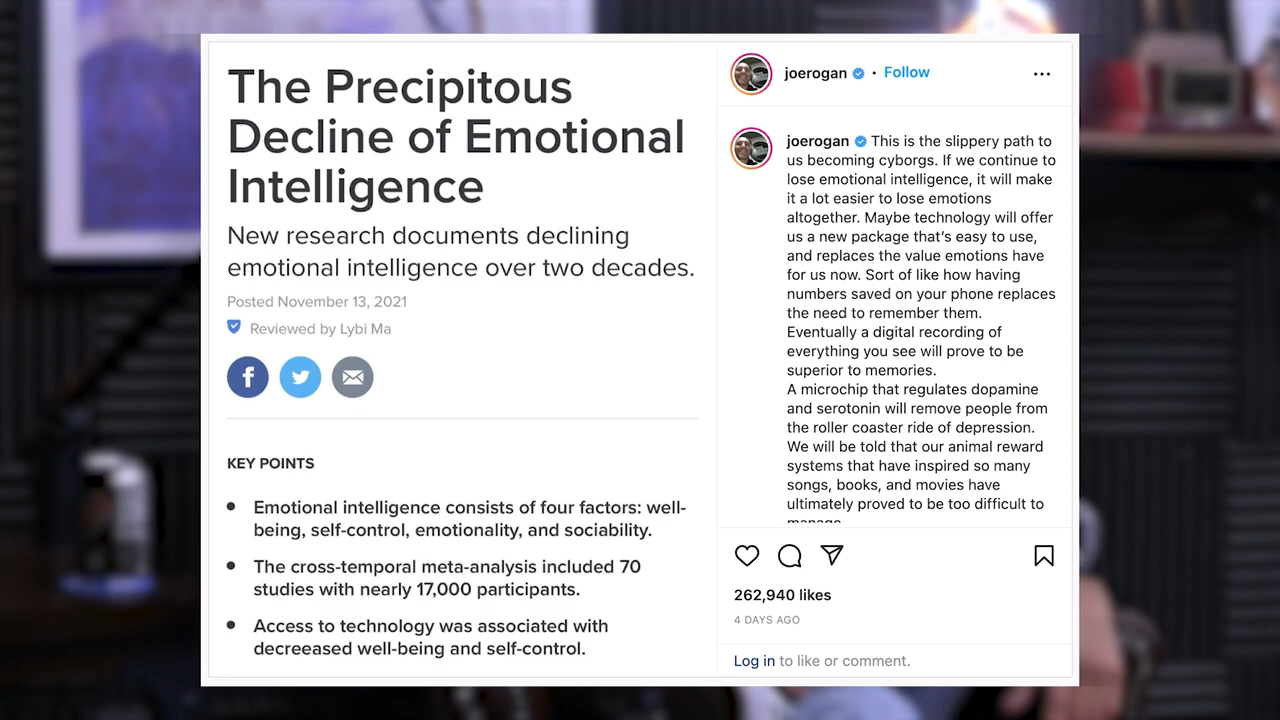 The Precipitous
Decline of Emotional
Intelligence
New research documents declining
emotional intelligence over two decades.
Posted November 13, 2021
Reviewed by Lybi Ma
KEY POINTS
• Emotional intelligence consists of four factors: well-
being, self-control, emotionality, and sociability.
• The cross-temporal meta-analysis included 70
studies with nearly 17,000 participants.
• Access to technology was associated with
decreeased well-being and self-control.
joerogan • Follow
joerogan This is the slippery path to
us becoming cyborgs. If we continue to
lose emotional intelligence, it will make
it a lot easier to lose emotions
altogether. Maybe technology will offer
us a new package that's easy to use,
and replaces the value emotions have
for us now. Sort of like how having
numbers saved on your phone replaces
the need to remember them.
Eventually a digital recording of
everything you see will prove to be
superior to memories.
A microchip that regulates dopamine
and serotonin will remove people from
the roller coaster ride of depression.
We will be told that our animal reward
systems that have inspired so many
songs, books, and movies have
ultimately proved to be too difficult to
manage
262,940 likes
4 DAYS AGO
Log in to like or comment.